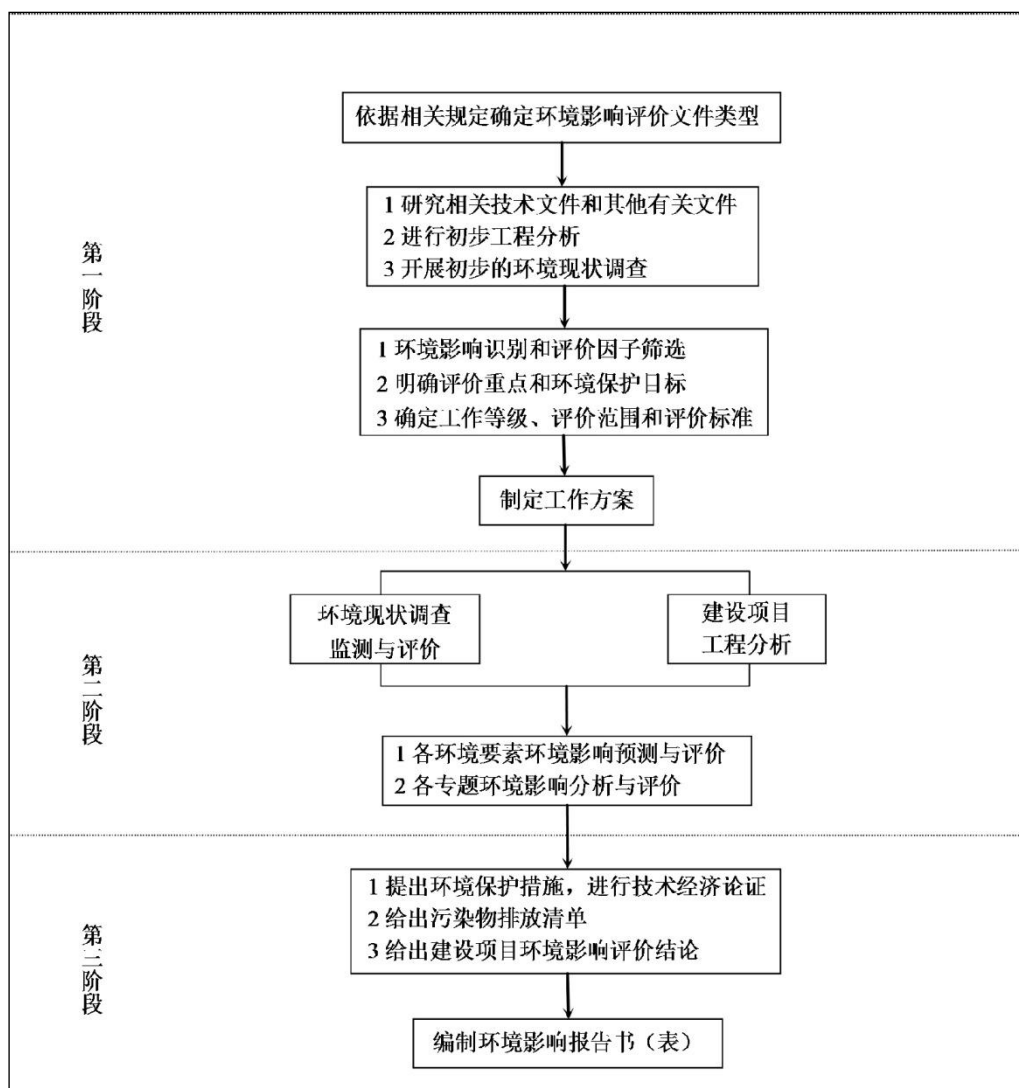 依据相关规定确定环境影响评价文件类型
1 研究相关技术文件和其他有关文件
2 进行初步工程分析
3 开展初步的环境现状调查
第一阶段
1 环境影响识别和评价因子筛选
2 明确评价重点和环境保护目标
3 确定工作等级、评价范围和评价标准
制定工作方案
环境现状调查
监测与评价
建设项目
工程分析
第二阶段
1 各环境要素环境影响预测与评价
2 各专题环境影响分析与评价
1 提出环境保护措施，进行技术经济论证
2 给出污染物排放清单
3 给出建设项目环境影响评价结论
第三阶段
编制环境影响报告书（表）